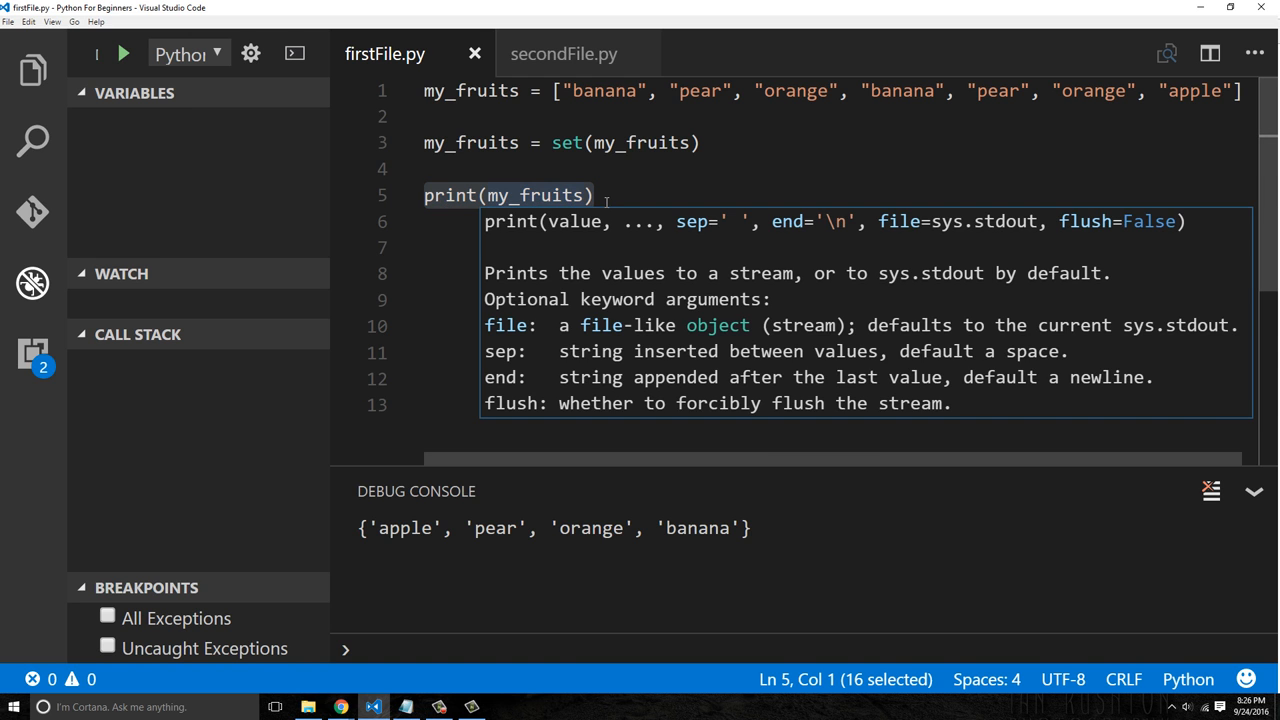 firstFile.py - Python For Beginners - Visual Studio Code
File Edit View Go Help
Python
firstFile.py
secondFile.py
VARIABLES
WATCH
CALL STACK
BREAKPOINTS
All Exceptions
Uncaught Exceptions
2
1 my_fruits = ["banana", "pear", "orange", "banana", "pear", "orange", "apple"]
2
3 my_fruits = set(my_fruits)
4
5 print(my_fruits)
6 print(value, ..., sep=' ', end='\n', file=sys.stdout, flush=False)
7
8 Prints the values to a stream, or to sys.stdout by default.
9 Optional keyword arguments:
10 file: a file-like object (stream); defaults to the current sys.stdout.
11 sep: string inserted between values, default a space.
12 end: string appended after the last value, default a newline.
13 flush: whether to forcibly flush the stream.
DEBUG CONSOLE
{'apple', 'pear', 'orange', 'banana'}
0 0 Ln 5, Col 1 (16 selected) Spaces: 4 UTF-8 CRLF Python
I'm Cortana. Ask me anything.
8:26 PM
9/24/2016